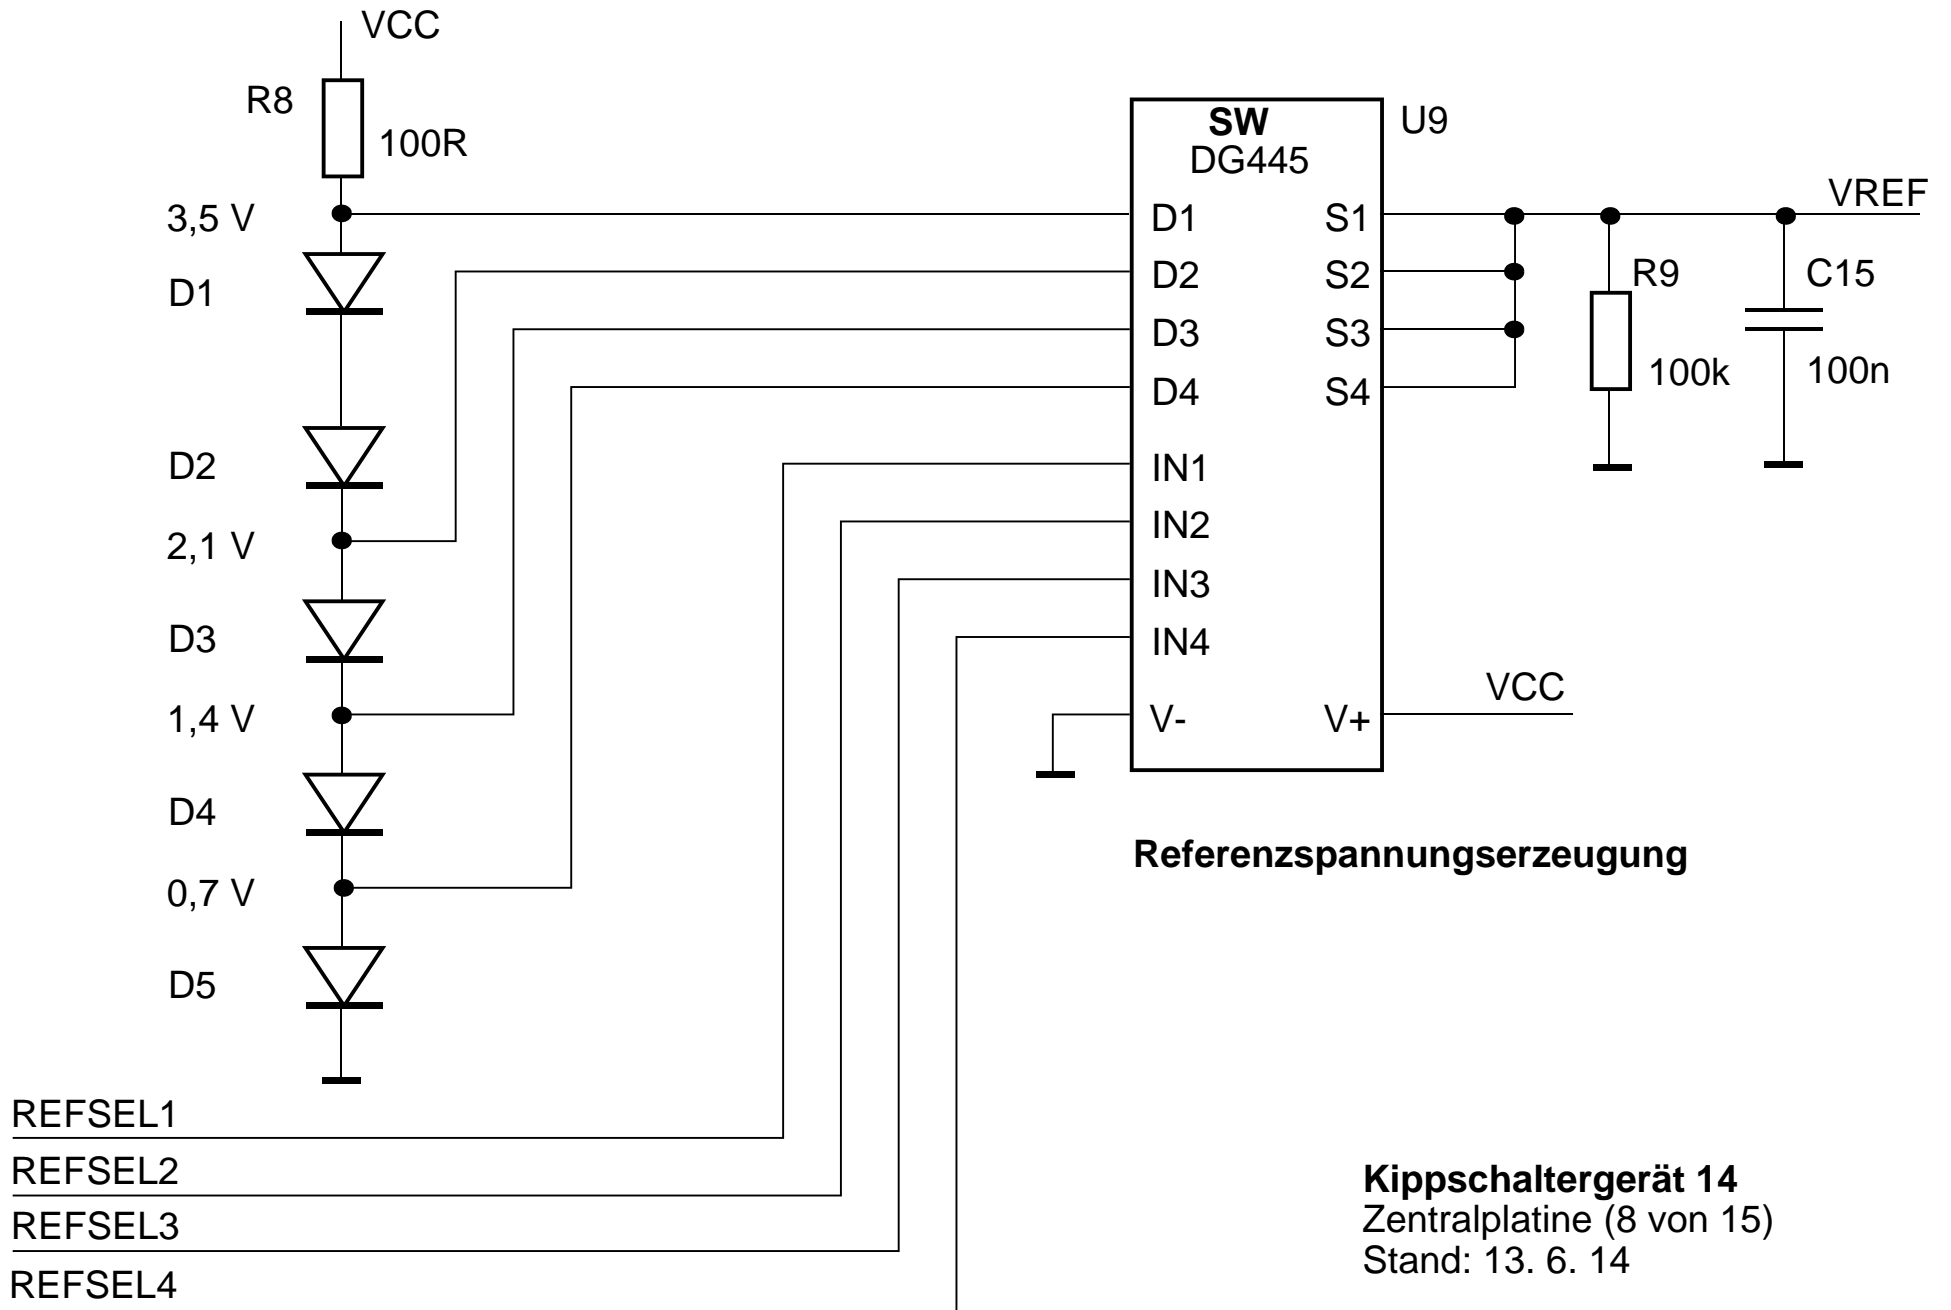 VCC
R8
100R
3,5 V
D1
D2
2,1 V
D3
1,4 V
D4
0,7 V
D5
REFSEL1
REFSEL2
REFSEL3
REFSEL4
SW
DG445
U9
D1
S1
D2
S2
D3
S3
D4
S4
IN1
IN2
IN3
IN4
V-
V+
VCC
VREF
R9
100k
C15
100n
Referenzspannungserzeugung
Kippschaltergerät 14
Zentralplatine (8 von 15)
Stand: 13. 6. 14